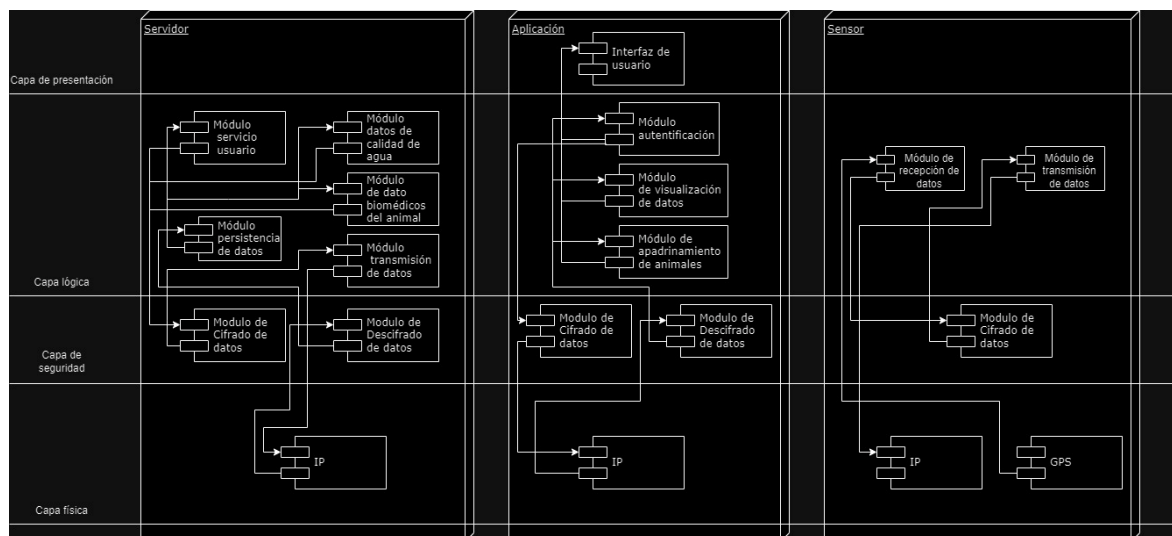 Servidor
Aplicación
Sensor
Capa de presentación
Interfaz de
usuario
Módulo
servicio
usuario
Módulo
datos de
calidad de
agua
Módulo
autentificación
Módulo de
recepción de
datos
Módulo de
transmisión
de datos
Módulo
de dato
biomédicos
del animal
Módulo
de visualización
de datos
Módulo
persistencia
de datos
Módulo
transmisión
de datos
Módulo de
apadrinamiento
de animales
Capa lógica
Modulo de
Cifrado de
datos
Modulo de
Descifrado
de datos
Modulo de
Cifrado de
datos
Modulo de
Descifrado
de datos
Modulo de
Cifrado de
datos
Capa de
seguridad
IP
IP
IP
GPS
Capa física